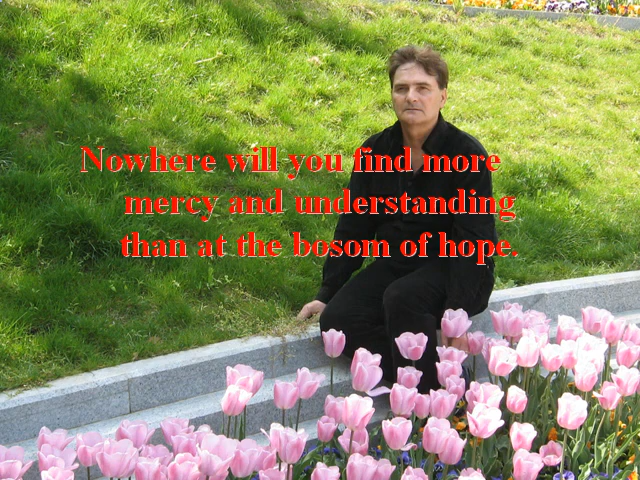 Nowhere will you find more
mercy and understanding
than at the bosom of hope.